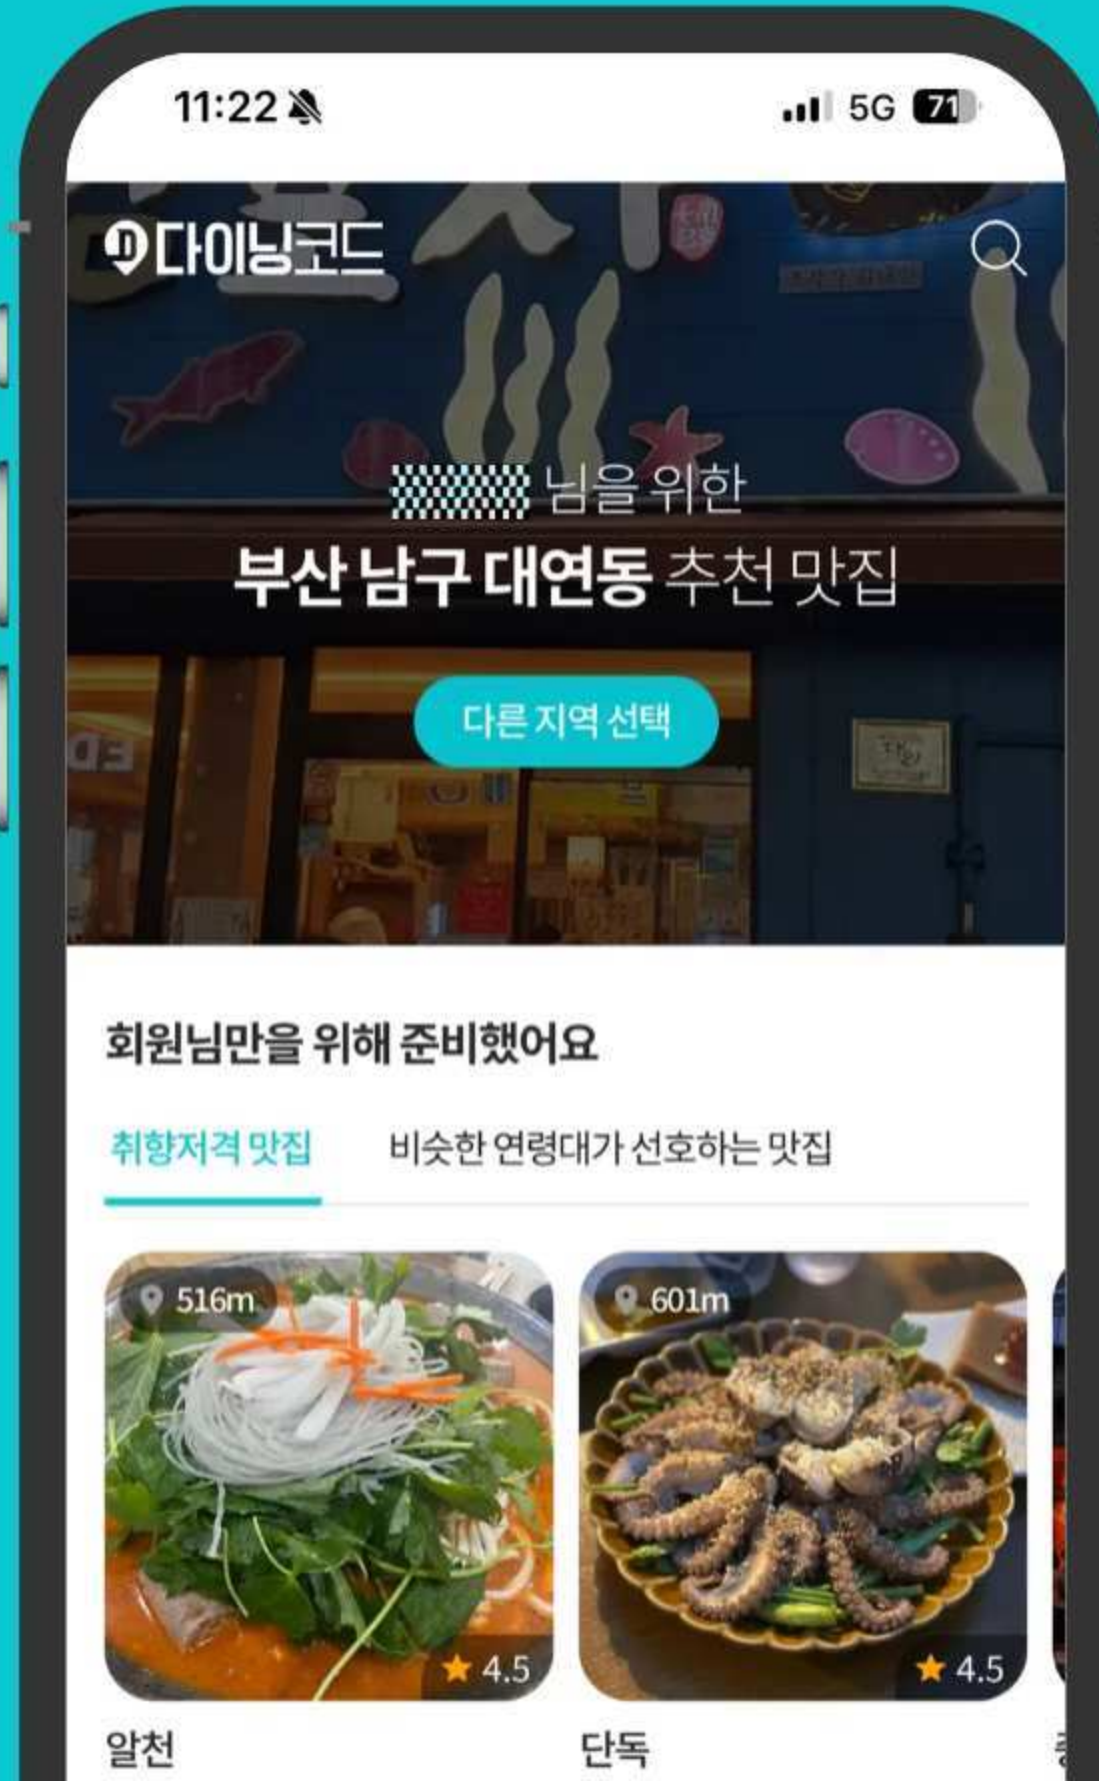 11:22
5G 71
다이닝코드
님을 위한
부산 남구 대연동 추천 맛집
다른 지역 선택
회원님만을 위해 준비했어요
취향저격 맛집 비슷한 연령대가 선호하는 맛집
516m 601m
4.5 4.5
알천 단독